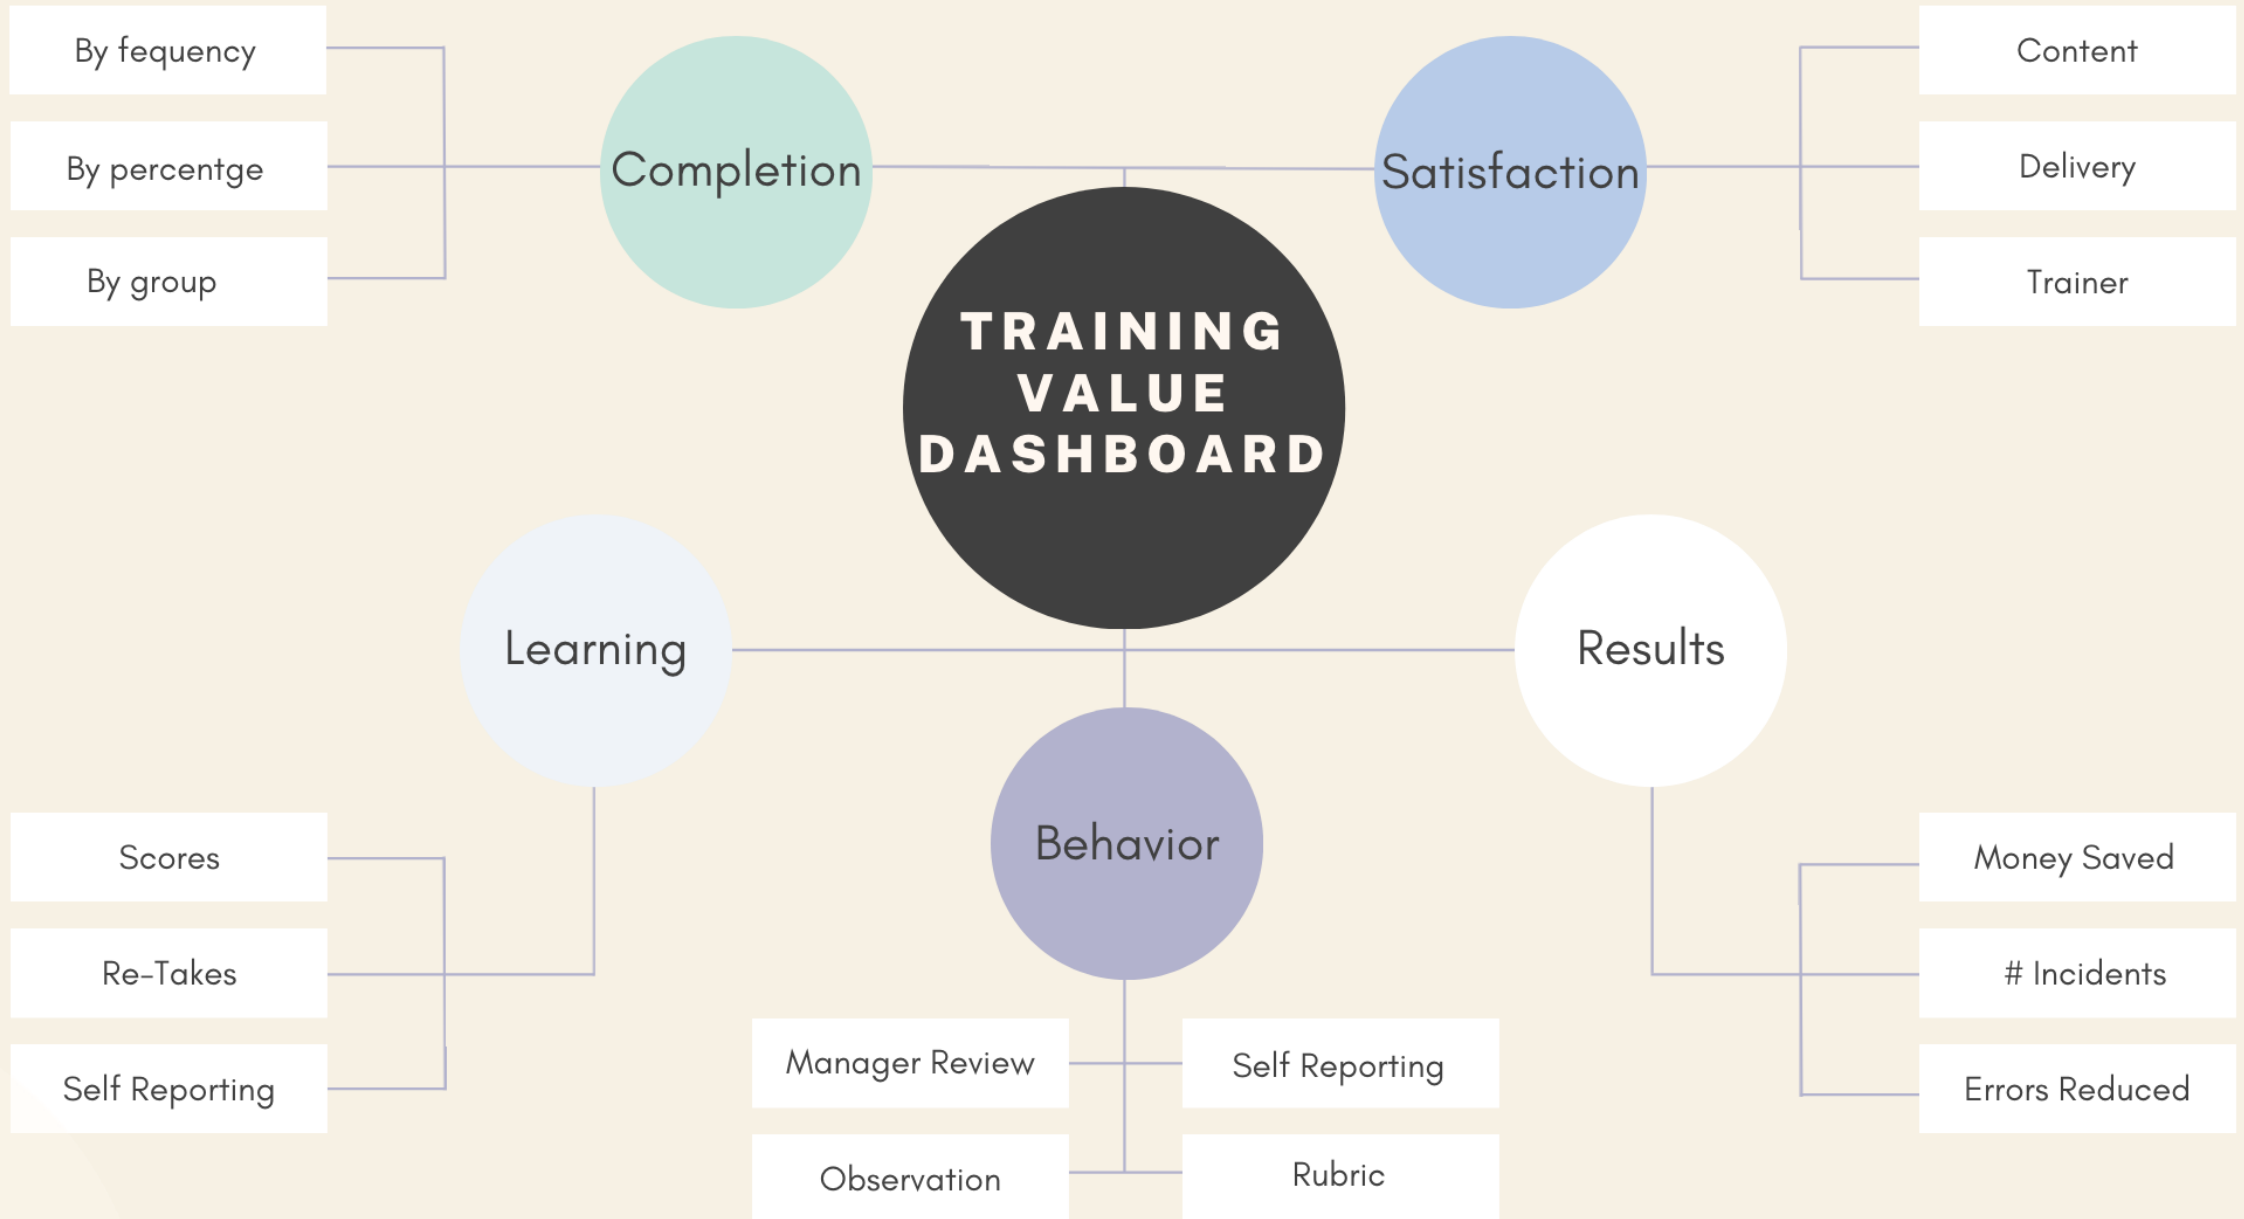 By fequency
By percentge
By group
Completion
Satisfaction
Content
Delivery
Trainer
TRAINING
VALUE
DASHBOARD
Learning
Results
Behavior
Scores
Re-Takes
Self Reporting
Manager Review
Self Reporting
Observation
Rubric
Money Saved
# Incidents
Errors Reduced